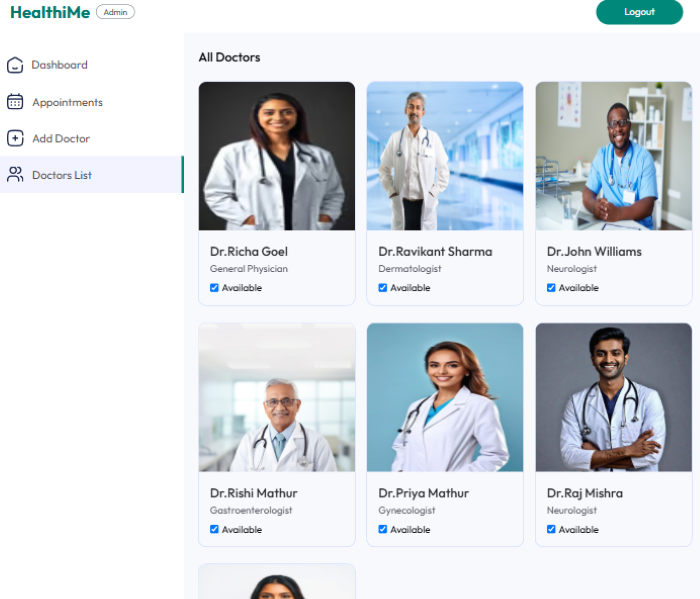 HealthiMe Admin
Logout
Dashboard
Appointments
Add Doctor
Doctors List
All Doctors
Dr.Richa Goel
General Physician
Available
Dr.Ravikant Sharma
Dermatologist
Available
Dr.John Williams
Neurologist
Available
Dr.Rishi Mathur
Gastroenterologist
Available
Dr.Priya Mathur
Gynecologist
Available
Dr.Raj Mishra
Neurologist
Available